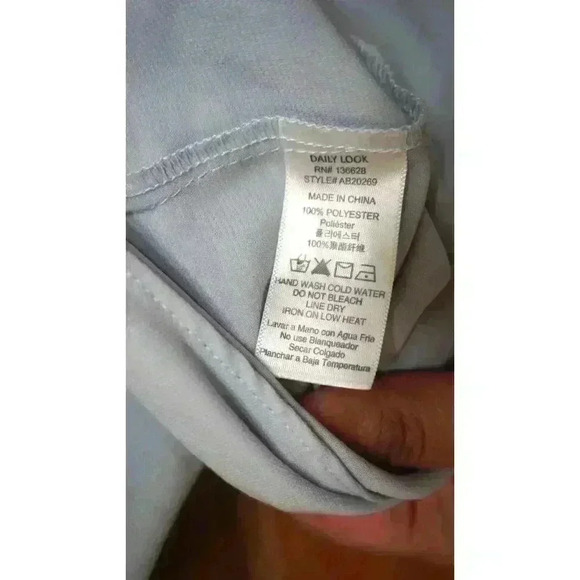 DAILY LOOK
RN# 136628
STYLE# AB20269
MADE IN CHINA
100% POLYESTER
Poliéster
폴리에스터
100%聚酯纤维
HAND WASH COLD WATER
DO NOT BLEACH
LINE DRY
IRON ON LOW HEAT
Lavar a Mano con Agua Fria
No use Blanqueador
Secar Colgado
Planchar a Baja Temperatura